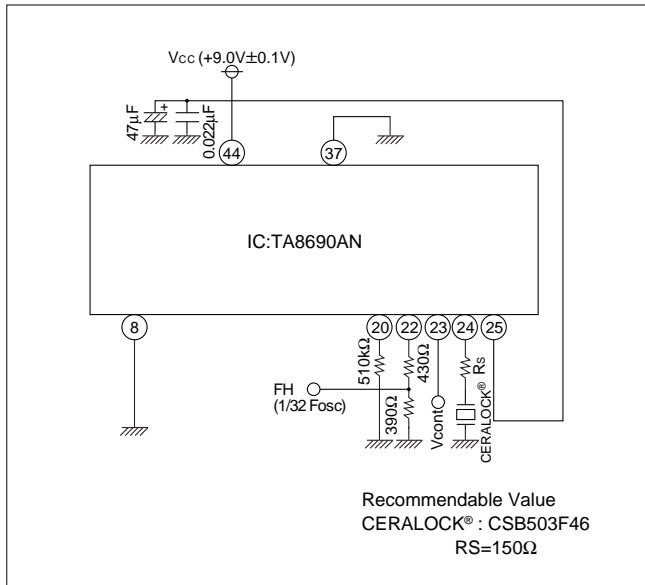 Vcc (+9.0V±0.1V)
47μF
+
0.022μF
44
37
IC:TA8690AN
8
20
22
23
24
25
510kΩ
430Ω
Rs
FH
(1/32 Fosc)
390Ω
Vcont
CERALOCK®
Recommendable Value
CERALOCK® : CSB503F46
RS=150Ω